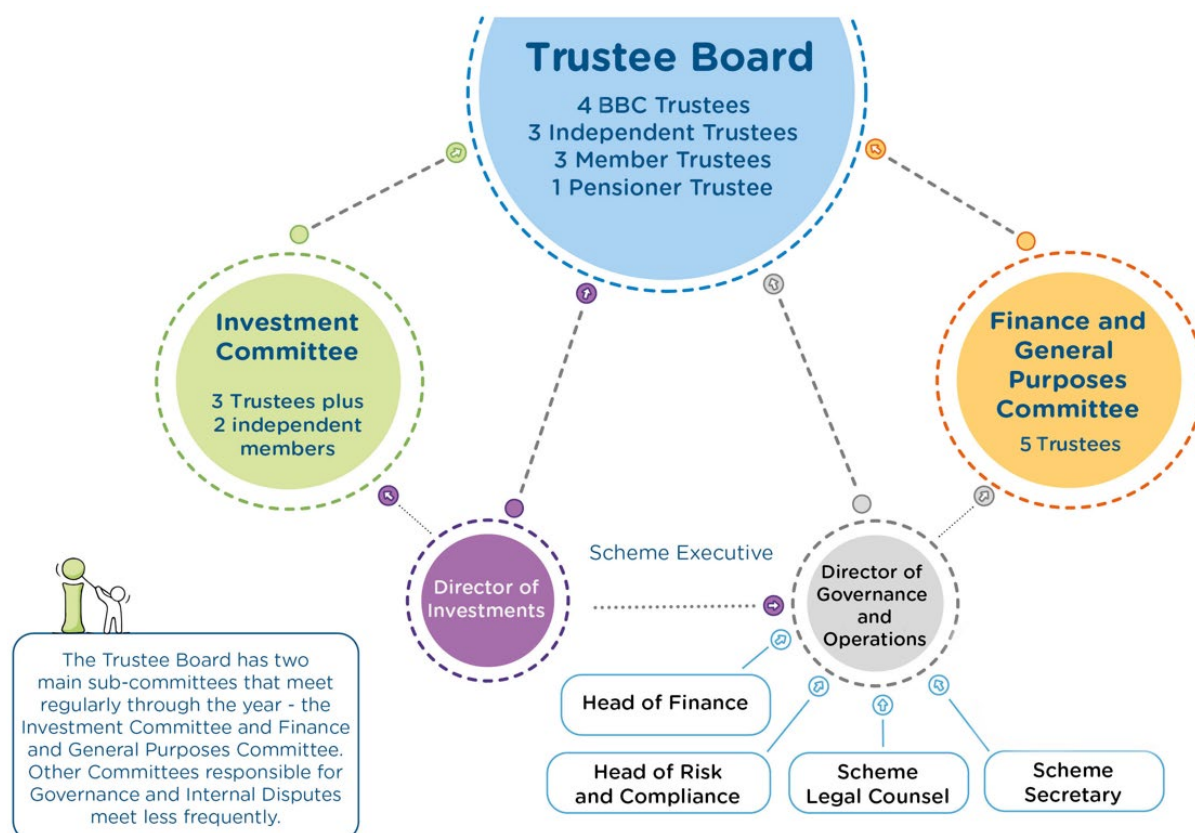 Trustee Board
4 BBC Trustees
3 Independent Trustees
3 Member Trustees
1 Pensioner Trustee
Investment
Committee
3 Trustees plus
2 independent
members
Finance and
General
Purposes
Committee
5 Trustees
Scheme Executive
Director of
Investments
Director of
Governance
and
Operations
Head of Finance
Head of Risk
and Compliance
Scheme
Legal Counsel
Scheme
Secretary
The Trustee Board has two
main sub-committees that meet
regularly through the year - the
Investment Committee and Finance
and General Purposes Committee.
Other Committees responsible for
Governance and Internal Disputes
meet less frequently.